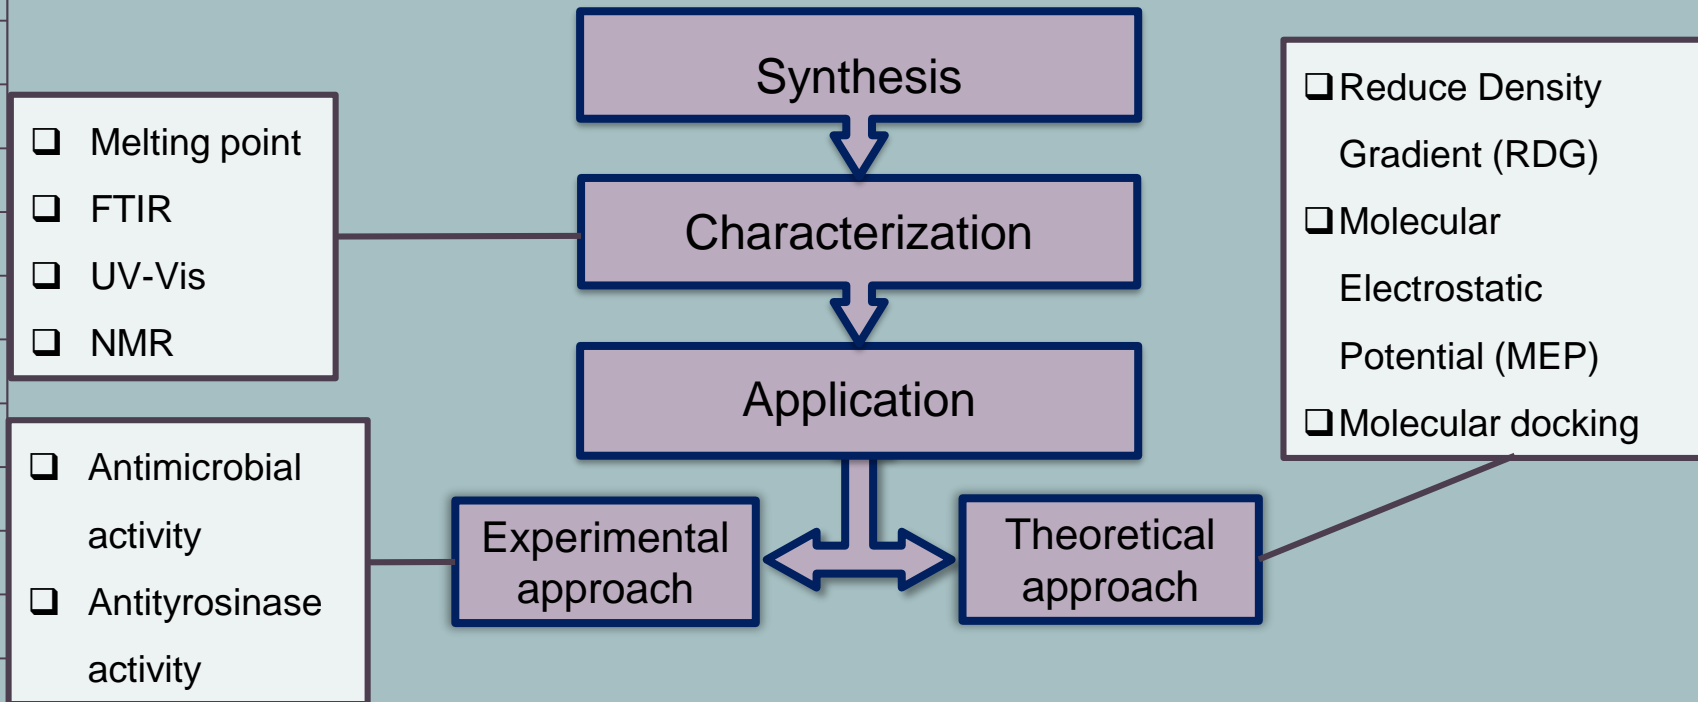 Synthesis
Characterization
Application
Melting point
FTIR
UV-Vis
NMR
Antimicrobial
activity
Antityrosinase
activity
Experimental
approach
Theoretical
approach
Reduce Density
Gradient (RDG)
Molecular
Electrostatic
Potential (MEP)
Molecular docking